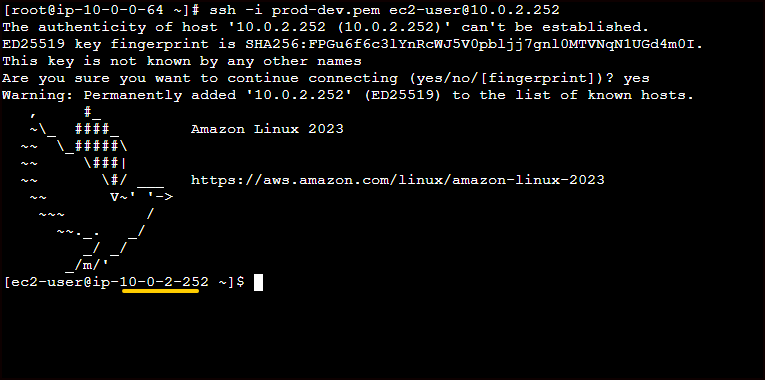 [root@ip-10-0-0-64 ~]# ssh -i prod-dev.pem ec2-user@10.0.2.252
The authenticity of host '10.0.2.252 (10.0.2.252)' can't be established.
ED25519 key fingerprint is SHA256:FPGu6f6c3lYnRcWJ5V0pbljj7gnl0MTVNqN1UGd4m0I.
This key is not known by any other names
Are you sure you want to continue connecting (yes/no/[fingerprint])? yes
Warning: Permanently added '10.0.2.252' (ED25519) to the list of known hosts.
   ,     #_
   ~\_  ####_        Amazon Linux 2023
  ~~  \_#####\
  ~~     \###|
  ~~       \#/ ___   https://aws.amazon.com/linux/amazon-linux-2023
   ~~       V~' '->
    ~~~         /
      ~~._.   _/
         _/ _/
       _/m/'
[ec2-user@ip-10-0-2-252 ~]$